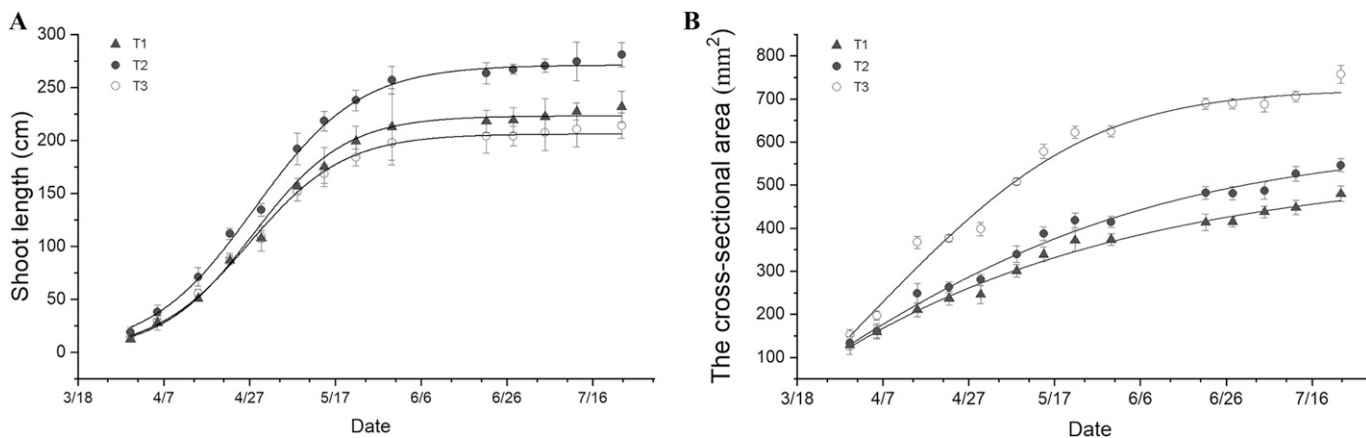 A
300
250
200
150
100
50
0
Shoot length (cm)
T1
T2
T3
3/18 4/7 4/27 5/17 6/6 6/26 7/16
Date
B
800
700
600
500
400
300
200
100
The cross-sectional area (mm²)
T1
T2
T3
3/18 4/7 4/27 5/17 6/6 6/26 7/16
Date